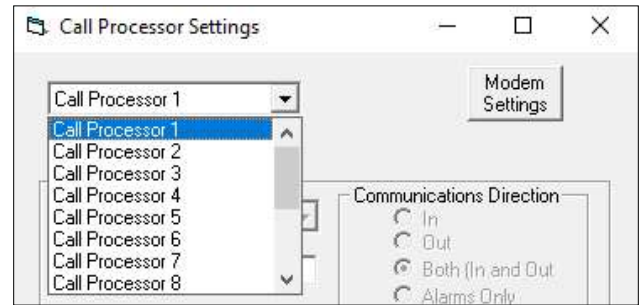 Call Processor Settings
Call Processor 1
Modem
Settings
Call Processor 1
Call Processor 2
Call Processor 3
Call Processor 4
Call Processor 5
Call Processor 6
Call Processor 7
Call Processor 8
Communications Direction
In
Out
Both (In and Out
Alarms Only